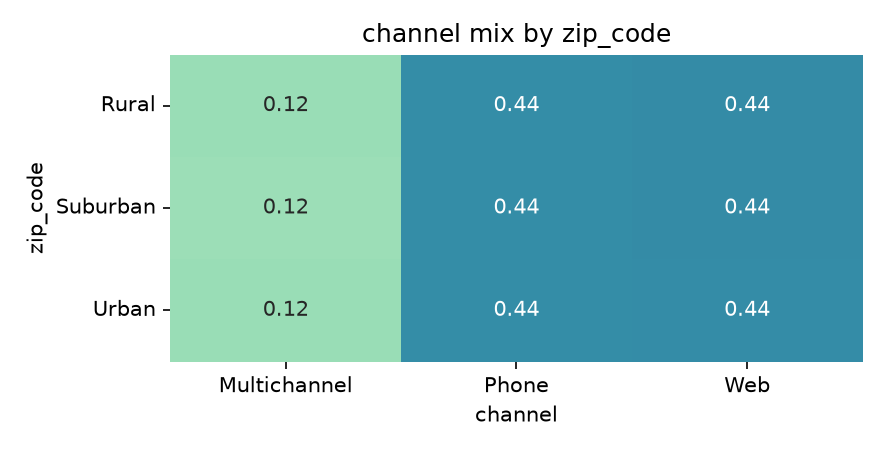 channel mix by zip_code
zip_code
Rural 0.12 0.44 0.44
Suburban 0.12 0.44 0.44
Urban 0.12 0.44 0.44
Multichannel Phone Web
channel